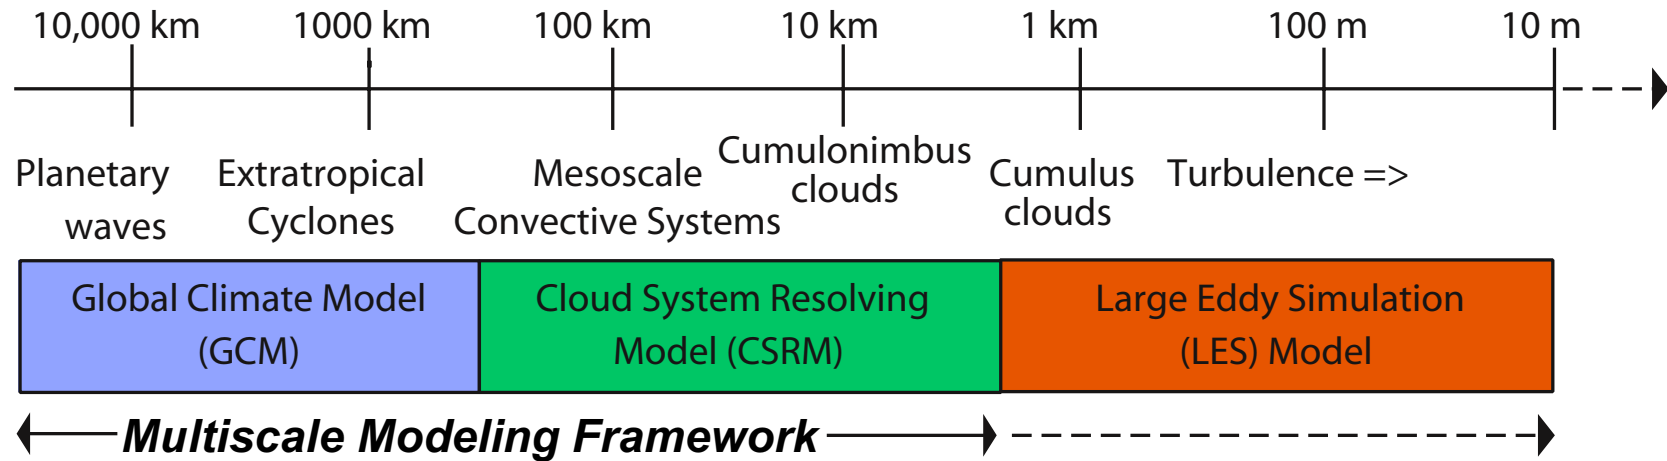 10,000 km 1000 km 100 km 10 km 1 km 100 m 10 m
Planetary
waves
Extratropical
Cyclones
Mesoscale
Convective Systems
Cumulonimbus
clouds
Cumulus
clouds
Turbulence =>
Global Climate Model
(GCM)
Cloud System Resolving
Model (CSRM)
Large Eddy Simulation
(LES) Model
Multiscale Modeling Framework